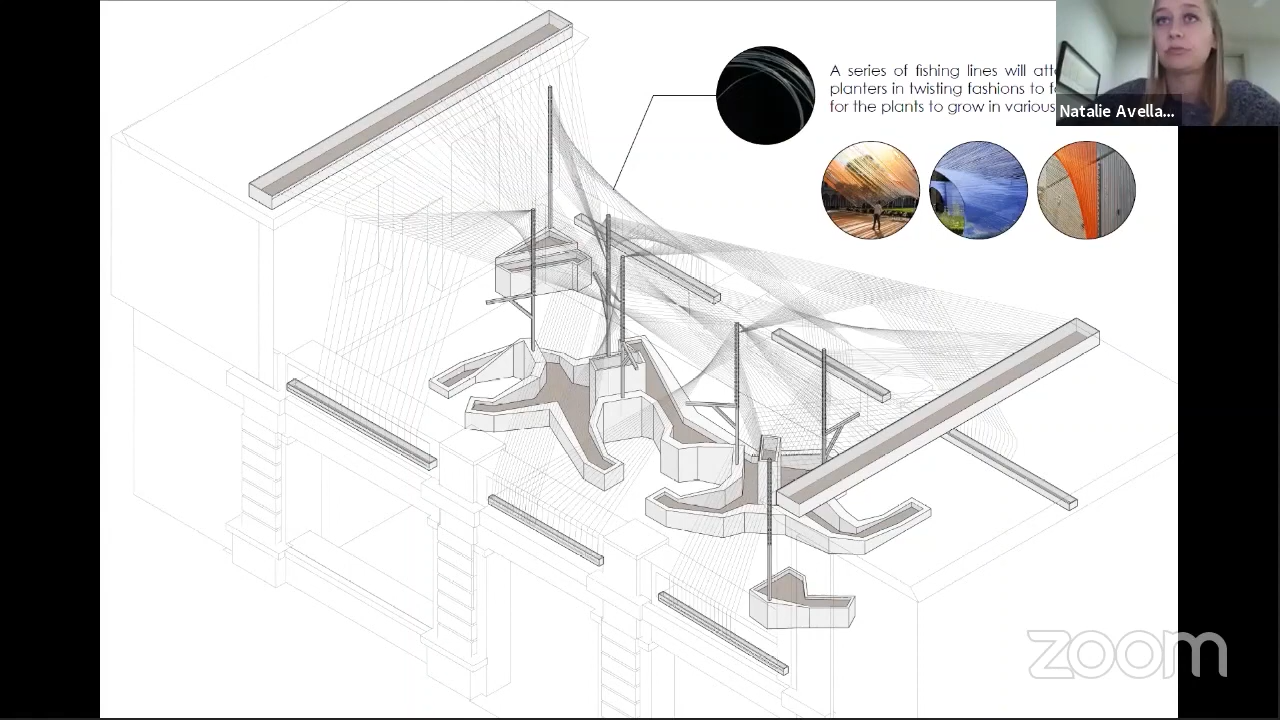 A series of fishing lines will
planters in twisting fashions to
for the plants to grow in various
Natalie Avella...
zoom